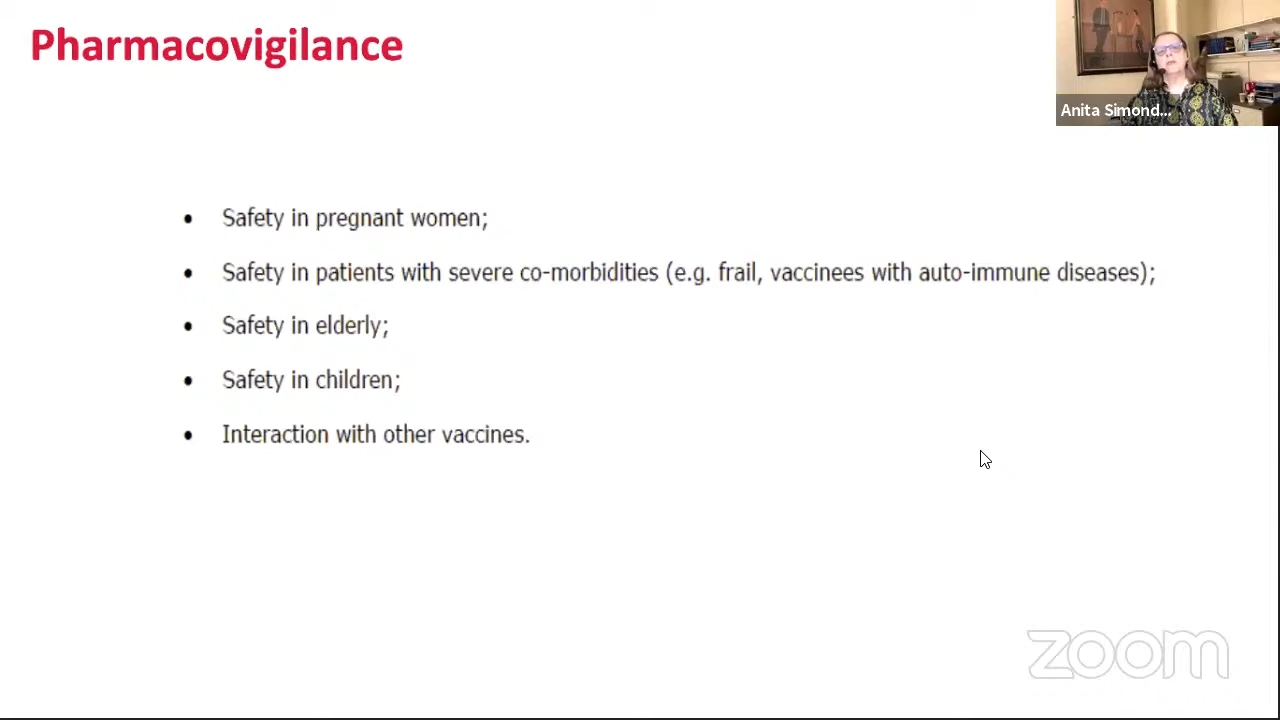 Pharmacovigilance
Anita Simond...
• Safety in pregnant women;
• Safety in patients with severe co-morbidities (e.g. frail, vaccinees with auto-immune diseases);
• Safety in elderly;
• Safety in children;
• Interaction with other vaccines.
zoom